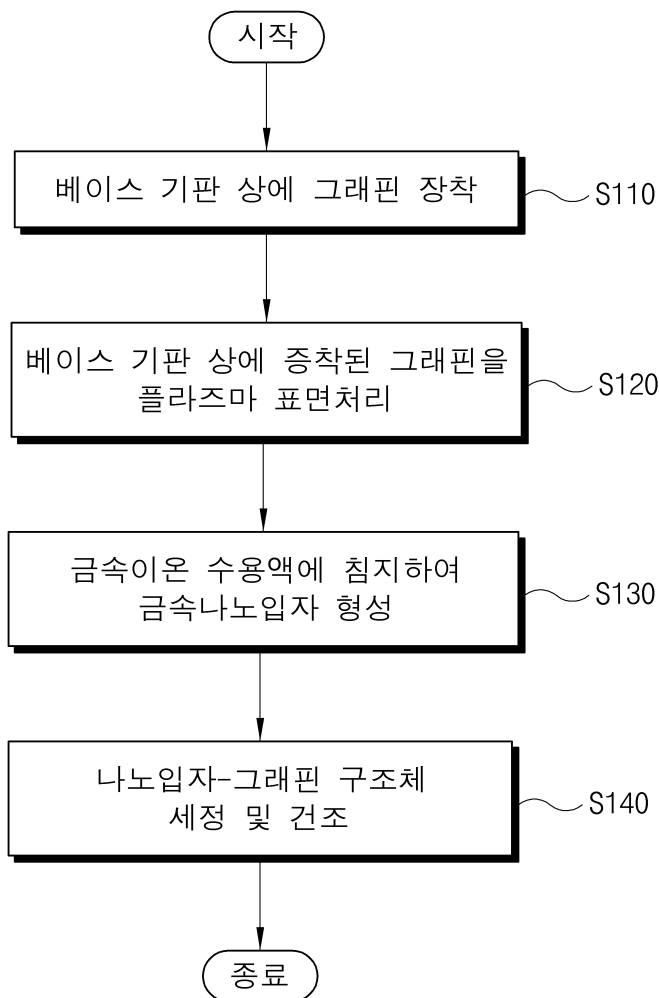 시작
베이스 기판 상에 그래핀 장착
S110
베이스 기판 상에 증착된 그래핀을
플라즈마 표면처리
S120
금속이온 수용액에 침지하여
금속나노입자 형성
S130
나노입자-그래핀 구조체
세정 및 건조
S140
종료